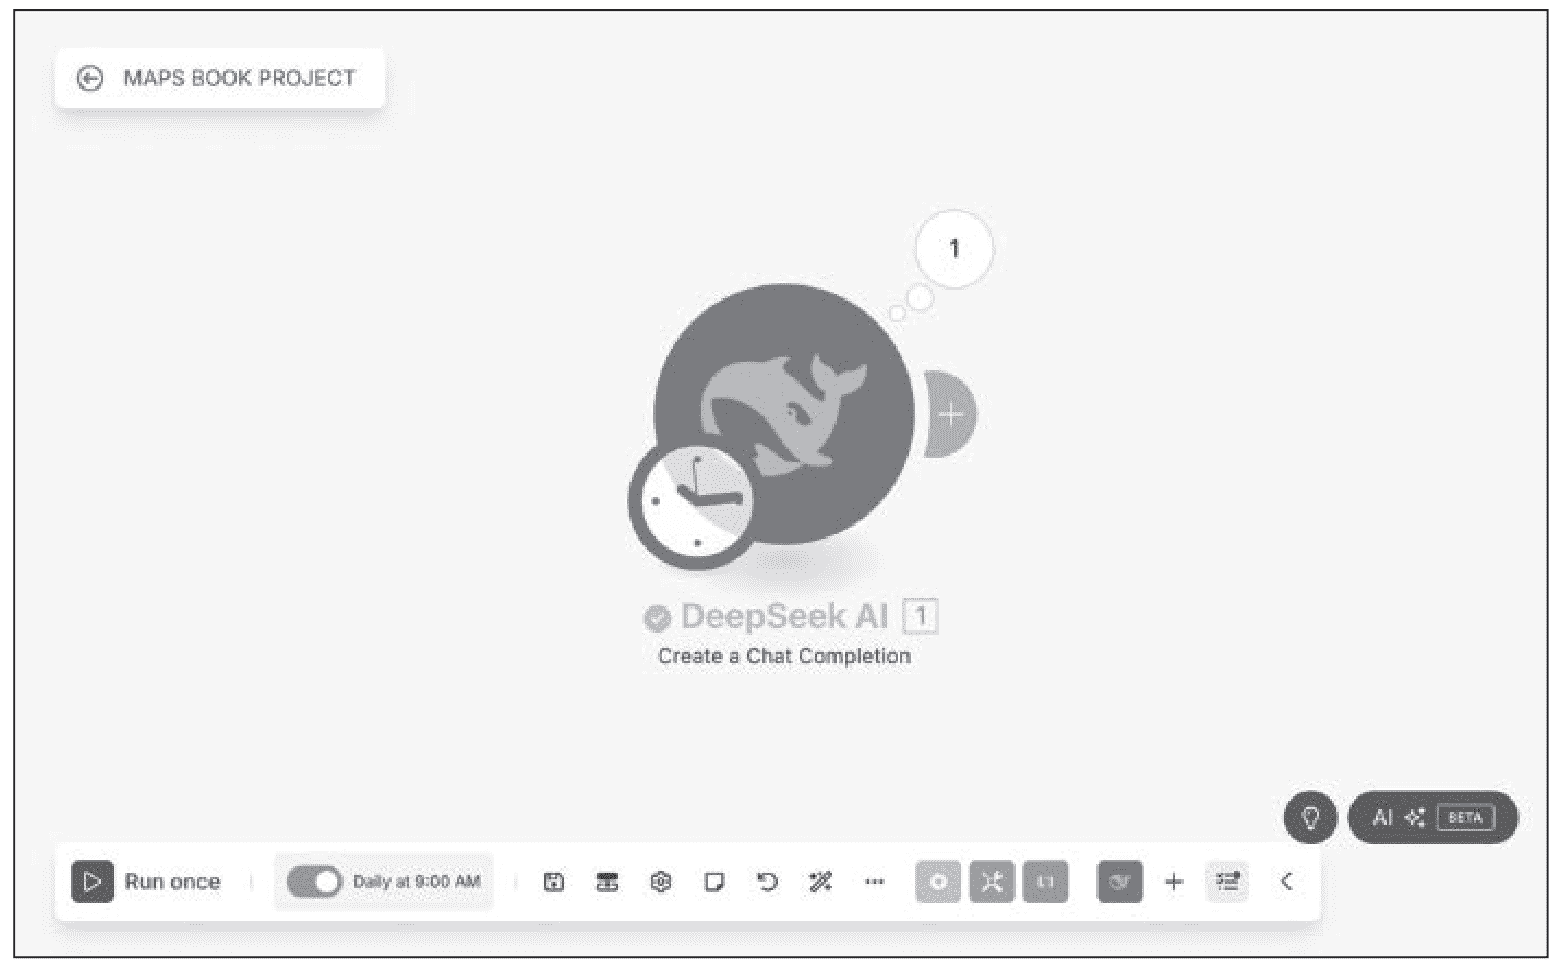 MAPS BOOK PROJECT
1
DeepSeek AI 1
Create a Chat Completion
AI BETA
Run once
Daily at 9:00 AM